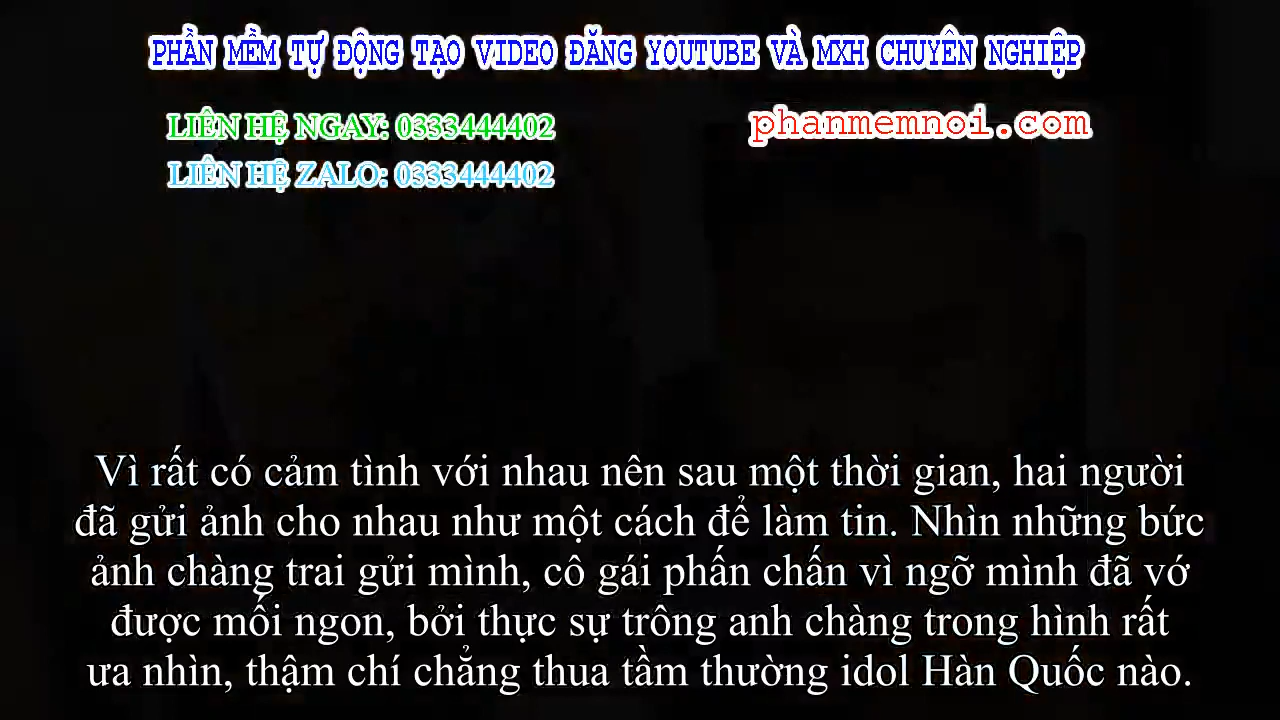 PHẦN MỀM TỰ ĐỘNG TẠO VIDEO ĐĂNG YOUTUBE VÀ MXH CHUYÊN NGHIỆP
LIÊN HỆ NGAY: 0333444402
phanmemnoi.com
LIÊN HỆ ZALO: 0333444402
Vì rất có cảm tình với nhau nên sau một thời gian, hai người
đã gửi ảnh cho nhau như một cách để làm tin. Nhìn những bức
ảnh chàng trai gửi mình, cô gái phấn chấn vì ngỡ mình đã vớ
được mối ngon, bởi thực sự trông anh chàng trong hình rất
ưa nhìn, thậm chí chẳng thua tầm thường idol Hàn Quốc nào.